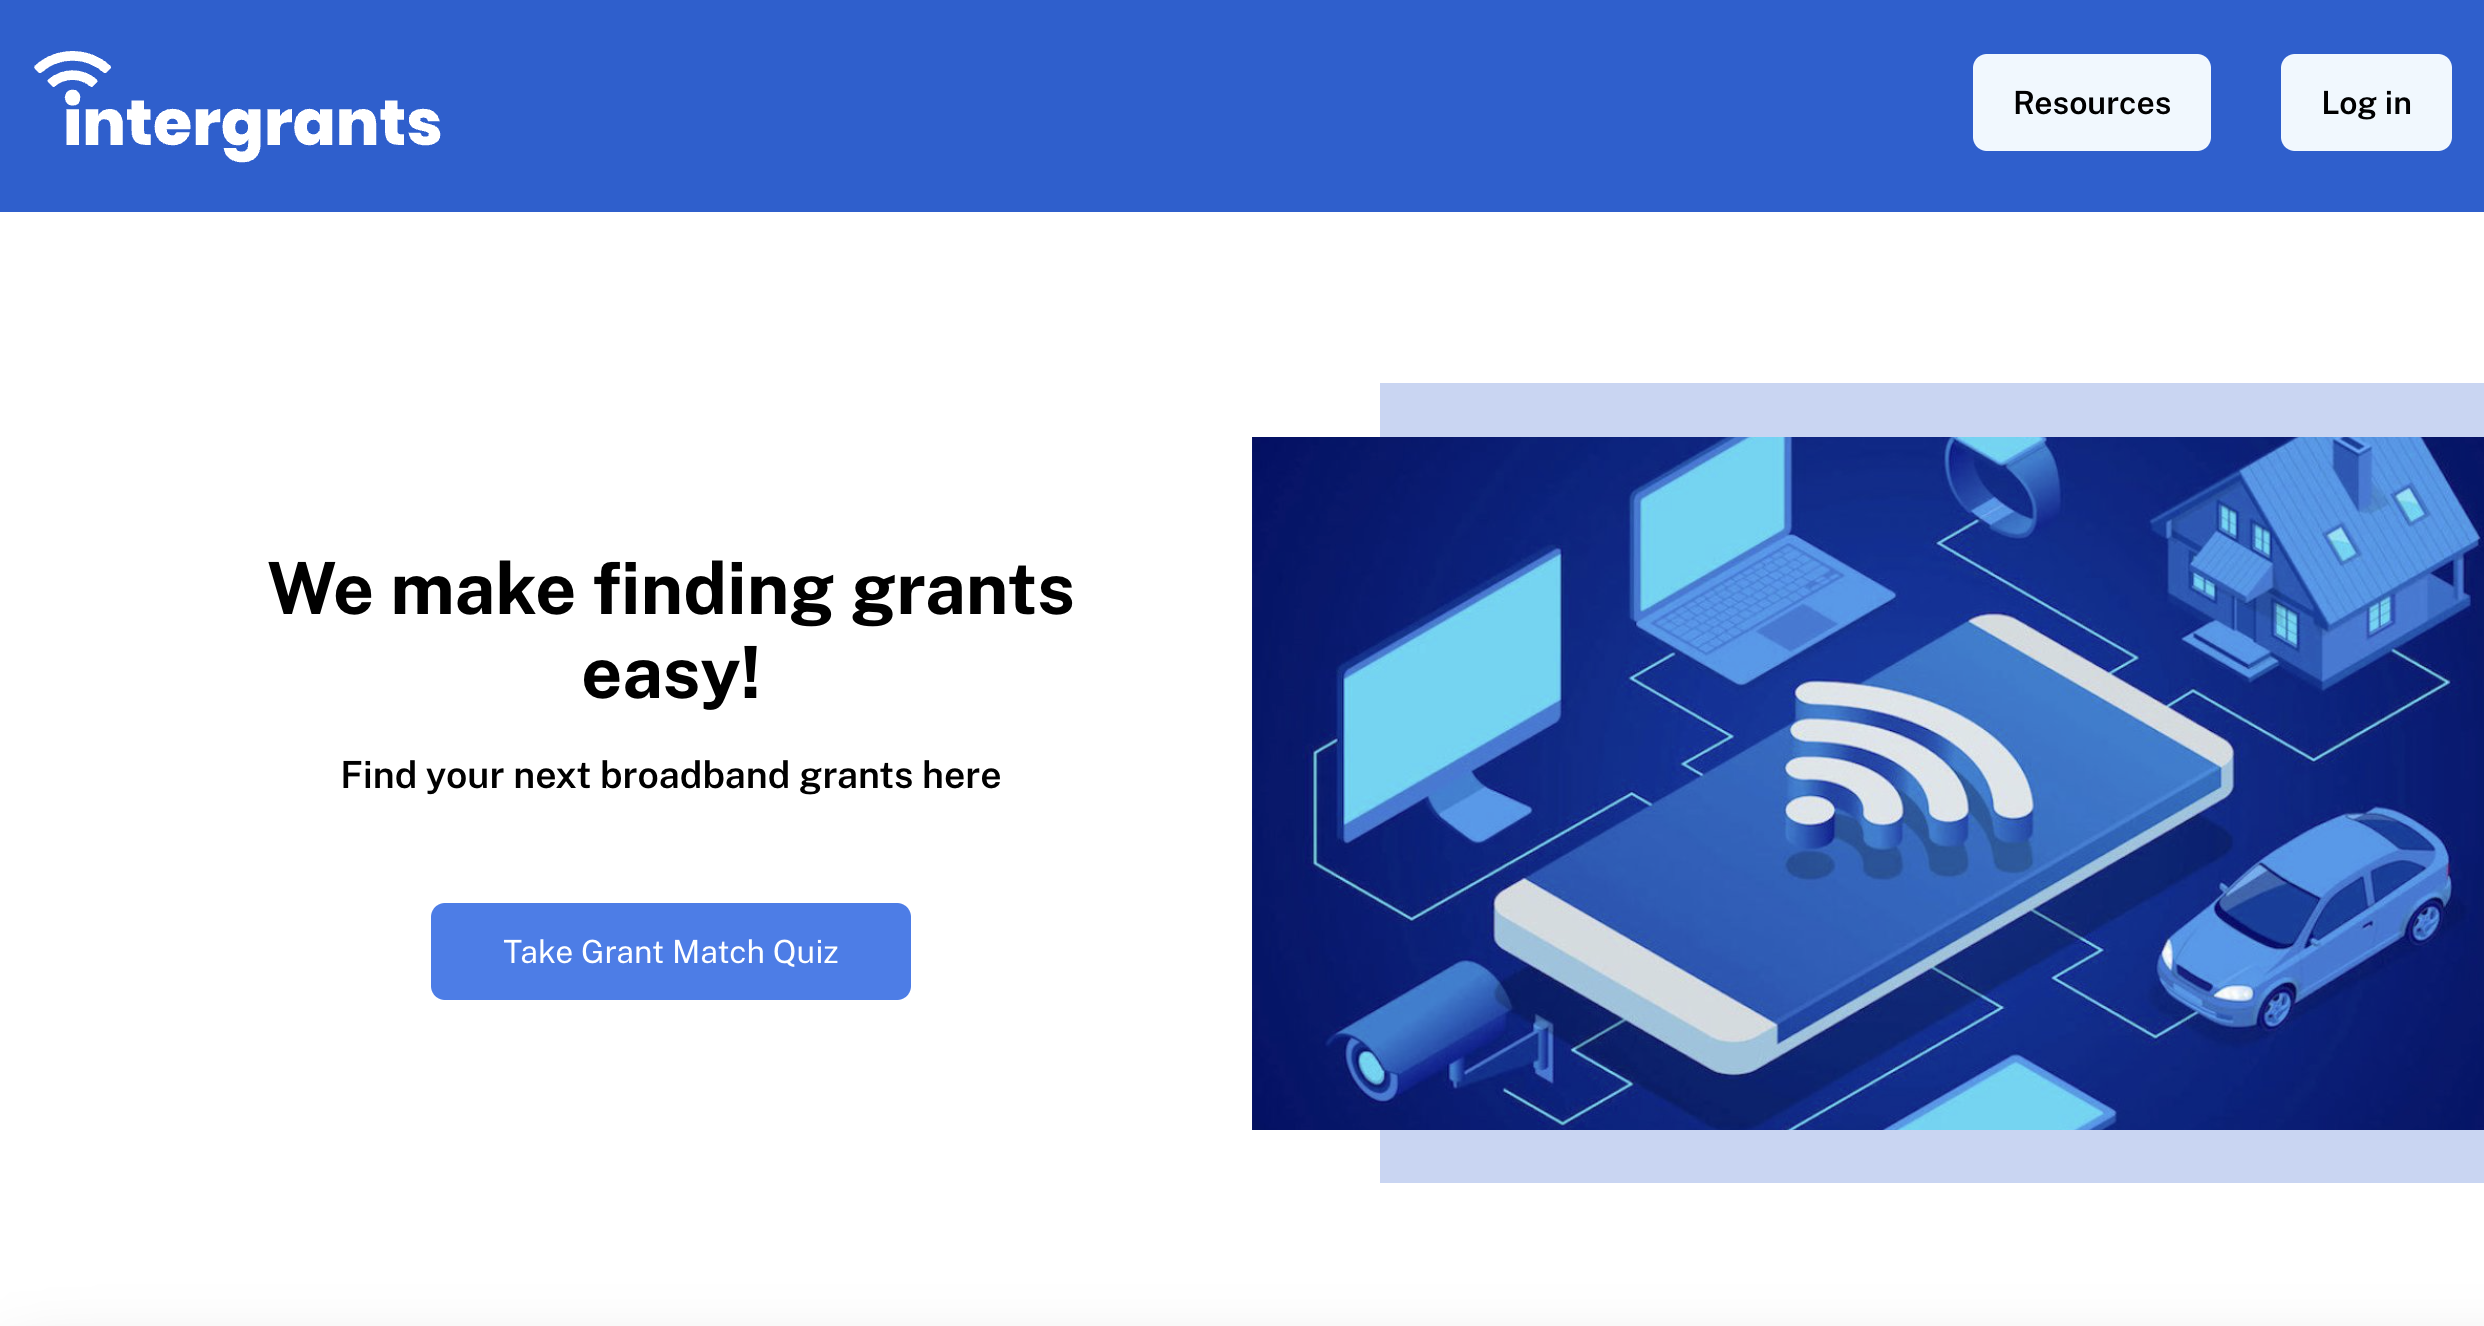 intergrants
Resources
Log in
We make finding grants
easy!
Find your next broadband grants here
Take Grant Match Quiz